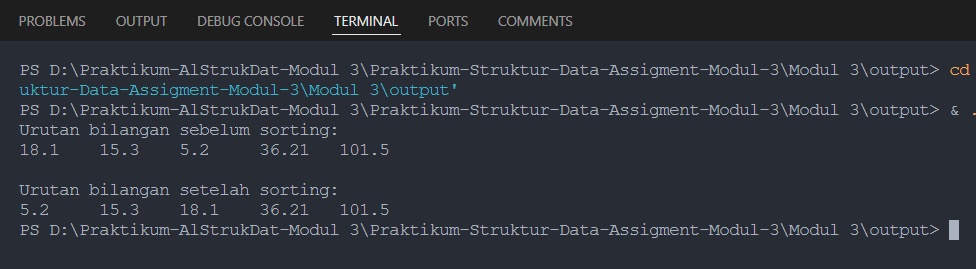 PROBLEMS OUTPUT DEBUG CONSOLE TERMINAL PORTS COMMENTS
PS D:\Praktikum-AlStrukDat-Modul 3\Praktikum-Struktur-Data-Assigment-Modul-3\Modul 3\output> cd
uktur-Data-Assigment-Modul-3\Modul 3\output'
PS D:\Praktikum-AlStrukDat-Modul 3\Praktikum-Struktur-Data-Assigment-Modul-3\Modul 3\output> & .
Urutan bilangan sebelum sorting:
18.1 15.3 5.2 36.21 101.5
Urutan bilangan setelah sorting:
5.2 15.3 18.1 36.21 101.5
PS D:\Praktikum-AlStrukDat-Modul 3\Praktikum-Struktur-Data-Assigment-Modul-3\Modul 3\output>